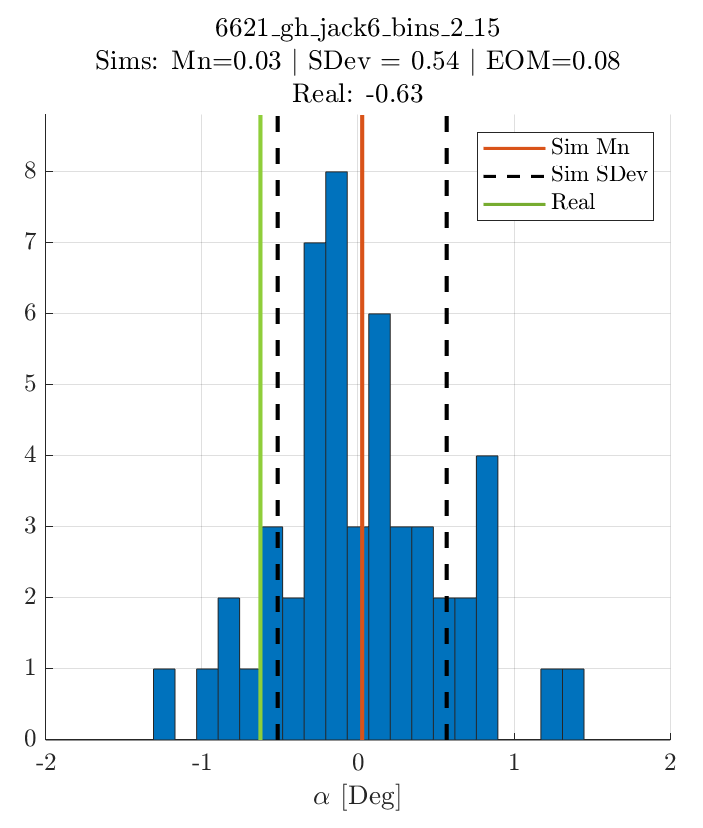 6621_gh_jack6_bins_2_15
Sims: Mn=0.03 | SDev = 0.54 | EOM=0.08
Real: -0.63
Sim Mn
Sim SDev
Real
8
7
6
5
4
3
2
1
0
-2 -1 0 1 2
α [Deg]